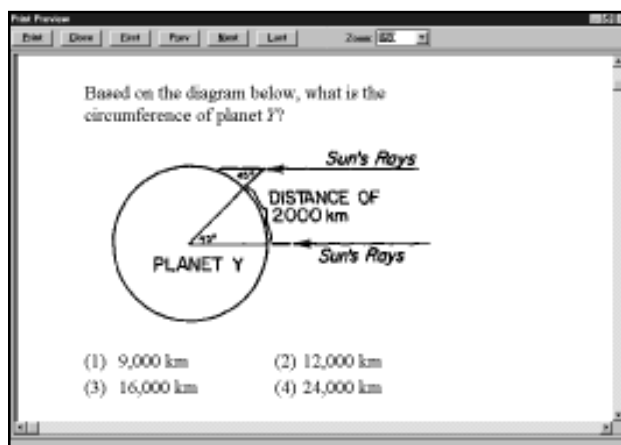 Print Preview
Print Close First Prev Next Last Zoom:
Based on the diagram below, what is the
circumference of planet Y?
Sun's Rays
45°
DISTANCE OF
2000 km
PLANET Y
Sun's Rays
(1) 9,000 km (2) 12,000 km
(3) 16,000 km (4) 24,000 km